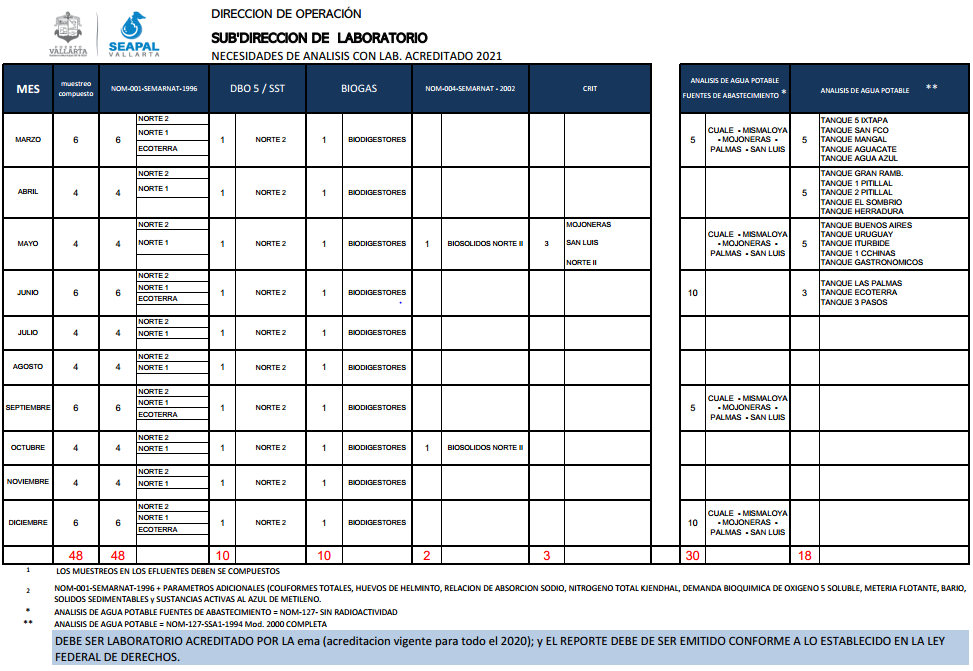 DIRECCION DE OPERACIÓN
SUB'DIRECCION DE LABORATORIO
NECESIDADES DE ANALISIS CON LAB. ACREDITADO 2021
PUERTO
VALLARTA
SEAPAL
VALLARTA
MES
muestreo
compuesto
NOM-001-SEMARNAT-1996
DBO 5 / SST
BIOGAS
NOM-004-SEMARNAT - 2002
CRIT
ANALISIS DE AGUA POTABLE
FUENTES DE ABASTECIMIENTO *
ANALISIS DE AGUA POTABLE **
MARZO 6 6
NORTE 2
NORTE 1
ECOTERRA
1 NORTE 2 1 BIODIGESTORES
5
CUALE - MISMALOYA
- MOJONERAS -
PALMAS - SAN LUIS
5
TANQUE 5 IXTAPA
TANQUE SAN FCO
TANQUE MANGAL
TANQUE AGUACATE
TANQUE AGUA AZUL
ABRIL 4 4
NORTE 2
NORTE 1
1 NORTE 2 1 BIODIGESTORES
5
TANQUE GRAN RAMB.
TANQUE 1 PITILLAL
TANQUE 2 PITILLAL
TANQUE EL SOMBRIO
TANQUE HERRADURA
MAYO 4 4
NORTE 2
NORTE 1
1 NORTE 2 1 BIODIGESTORES 1 BIOSOLIDOS NORTE II 3
MOJONERAS
SAN LUIS
NORTE II
CUALE - MISMALOYA
- MOJONERAS -
PALMAS - SAN LUIS
5
TANQUE BUENOS AIRES
TANQUE URUGUAY
TANQUE ITURBIDE
TANQUE 1 CCHINAS
TANQUE GASTRONOMICOS
JUNIO 6 6
NORTE 2
NORTE 1
ECOTERRA
1 NORTE 2 1 BIODIGESTORES
10
3
TANQUE LAS PALMAS
TANQUE ECOTERRA
TANQUE 3 PASOS
JULIO 4 4
NORTE 2
NORTE 1
1 NORTE 2 1 BIODIGESTORES
AGOSTO 4 4
NORTE 2
NORTE 1
1 NORTE 2 1 BIODIGESTORES
SEPTIEMBRE 6 6
NORTE 2
NORTE 1
ECOTERRA
1 NORTE 2 1 BIODIGESTORES
5
CUALE - MISMALOYA
- MOJONERAS -
PALMAS - SAN LUIS
OCTUBRE 4 4
NORTE 2
NORTE 1
1 NORTE 2 1 BIODIGESTORES 1 BIOSOLIDOS NORTE II
NOVIEMBRE 4 4
NORTE 2
NORTE 1
1 NORTE 2 1 BIODIGESTORES
DICIEMBRE 6 6
NORTE 2
NORTE 1
ECOTERRA
1 NORTE 2 1 BIODIGESTORES
10
CUALE - MISMALOYA
- MOJONERAS -
PALMAS - SAN LUIS
48 48 10 10 2 3 30 18
1 LOS MUESTREOS EN LOS EFLUENTES DEBEN SE COMPUESTOS
2 NOM-001-SEMARNAT-1996 + PARAMETROS ADICIONALES (COLIFORMES TOTALES, HUEVOS DE HELMINTO, RELACION DE ABSORCION SODIO, NITROGENO TOTAL KJENDHAL, DEMANDA BIOQUIMICA DE OXIGENO 5 SOLUBLE, METERIA FLOTANTE, BARIO,
SOLIDOS SEDIMENTABLES y SUSTANCIAS ACTIVAS AL AZUL DE METILENO.
* ANALISIS DE AGUA POTABLE FUENTES DE ABASTECIMIENTO = NOM-127- SIN RADIOACTIVIDAD
** ANALISIS DE AGUA POTABLE = NOM-127-SSA1-1994 Mod. 2000 COMPLETA
DEBE SER LABORATORIO ACREDITADO POR LA ema (acreditacion vigente para todo el 2020); y EL REPORTE DEBE DE SER EMITIDO CONFORME A LO ESTABLECIDO EN LA LEY
FEDERAL DE DERECHOS.